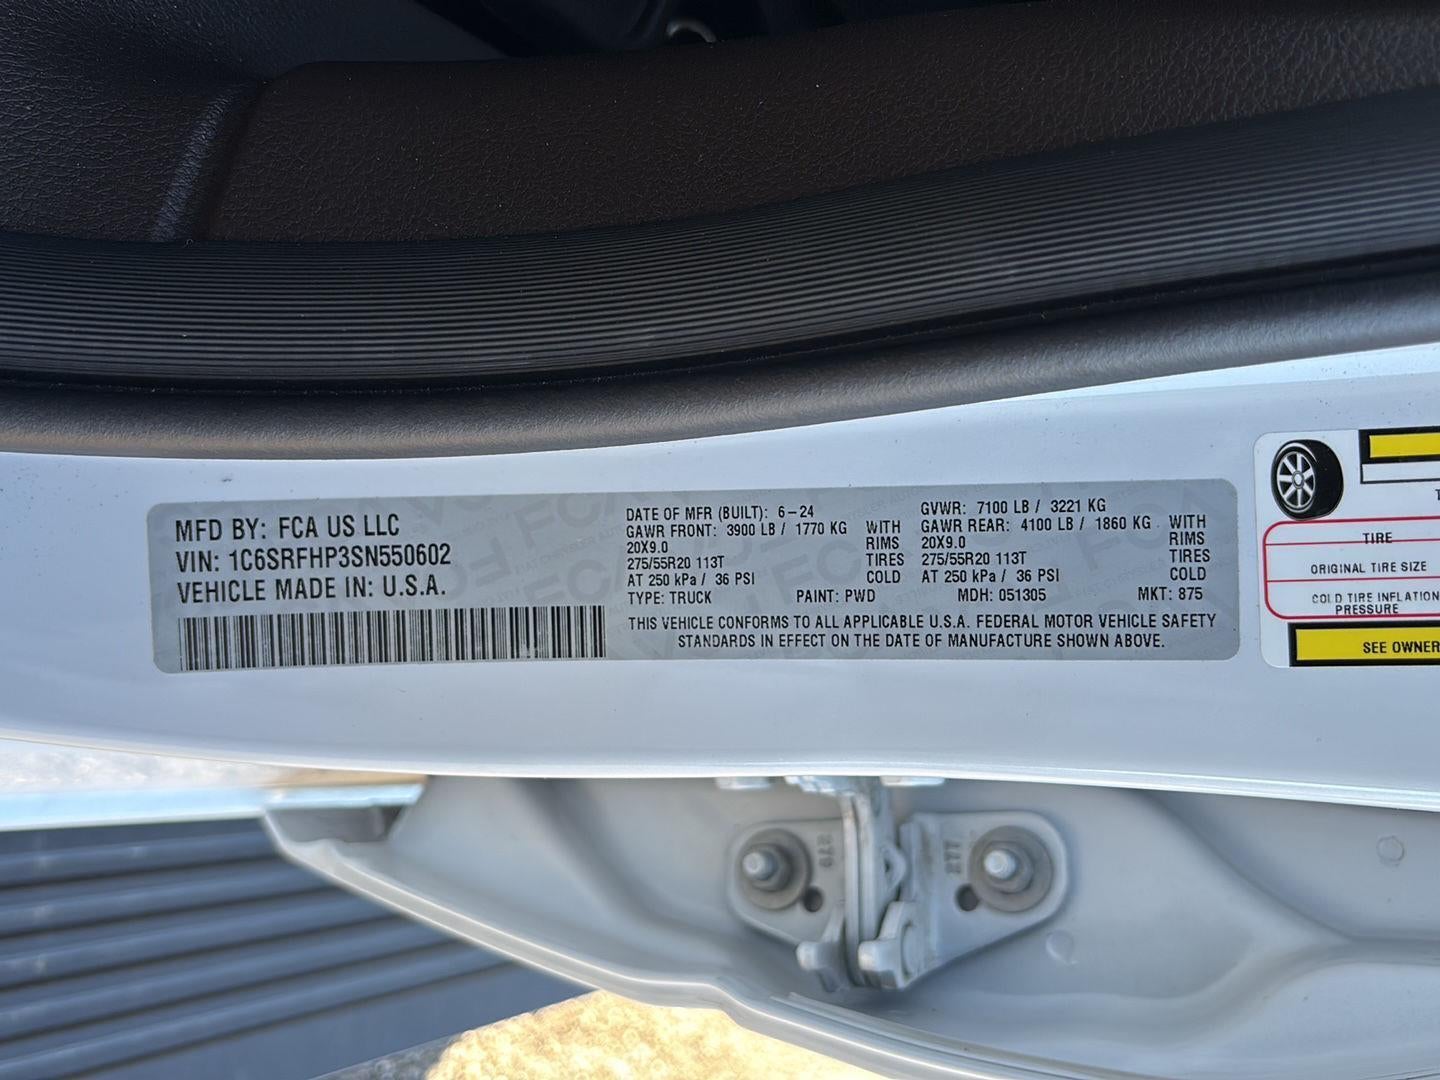 MFD BY: FCA US LLC
VIN: 1C6SRFHP3SN550602
VEHICLE MADE IN: U.S.A.
DATE OF MFR (BUILT): 6-24
GAWR FRONT: 3900 LB / 1770 KG WITH
20X9.0 RIMS
275/55R20 113T TIRES
AT 250 kPa / 36 PSI COLD
GVWR: 7100 LB / 3221 KG
GAWR REAR: 4100 LB / 1860 KG WITH
20X9.0 RIMS
275/55R20 113T TIRES
AT 250 kPa / 36 PSI COLD
TYPE: TRUCK PAINT: PWD MDH: 051305 MKT: 875
THIS VEHICLE CONFORMS TO ALL APPLICABLE U.S.A. FEDERAL MOTOR VEHICLE SAFETY
STANDARDS IN EFFECT ON THE DATE OF MANUFACTURE SHOWN ABOVE.
TIRE
ORIGINAL TIRE SIZE
COLD TIRE INFLATION
PRESSURE
SEE OWNER
279
277